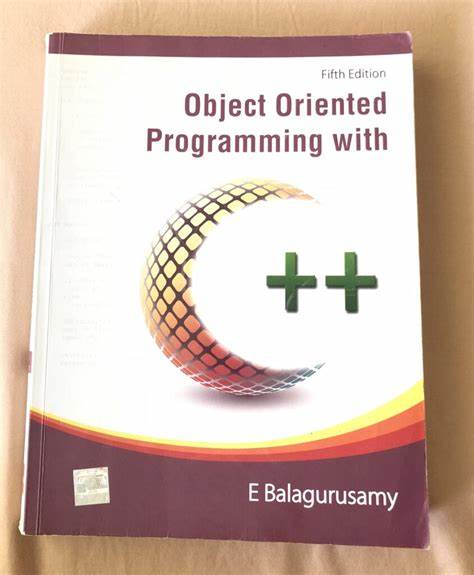 Fifth Edition
Object Oriented
Programming with
C++
E Balagurusamy